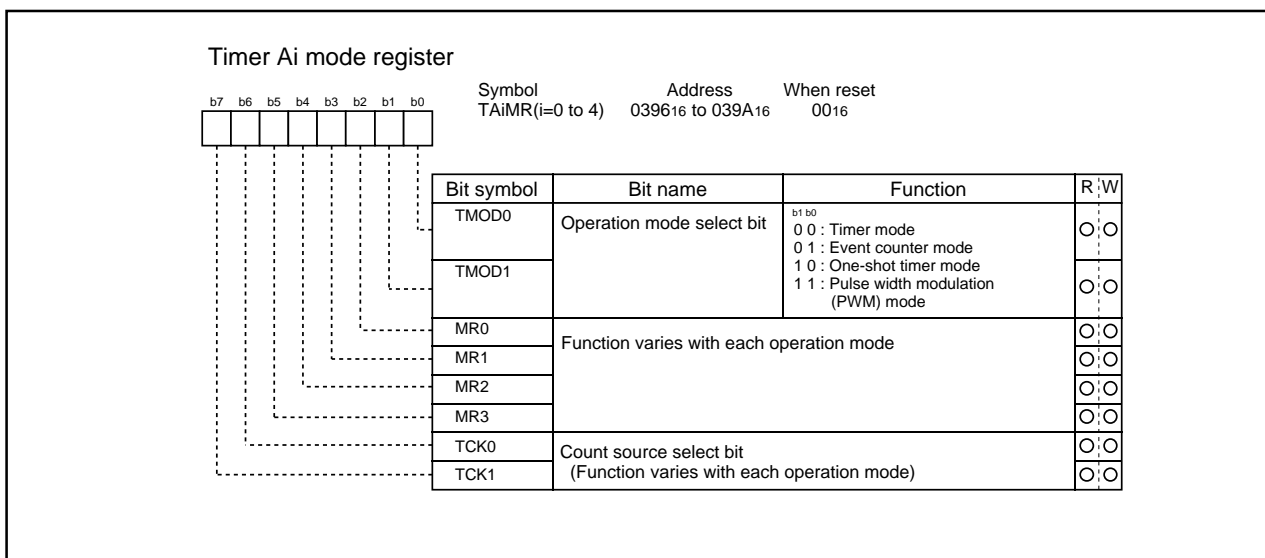 Timer Ai mode register
Symbol Address When reset
TAiMR(i=0 to 4) 039616 to 039A16 0016
b7 b6 b5 b4 b3 b2 b1 b0
Bit symbol Bit name Function R W
TMOD0 Operation mode select bit
b1 b0
0 0 : Timer mode
0 1 : Event counter mode
TMOD1
1 0 : One-shot timer mode
1 1 : Pulse width modulation
(PWM) mode
MR0 Function varies with each operation mode
MR1
MR2
MR3
TCK0 Count source select bit
TCK1 (Function varies with each operation mode)